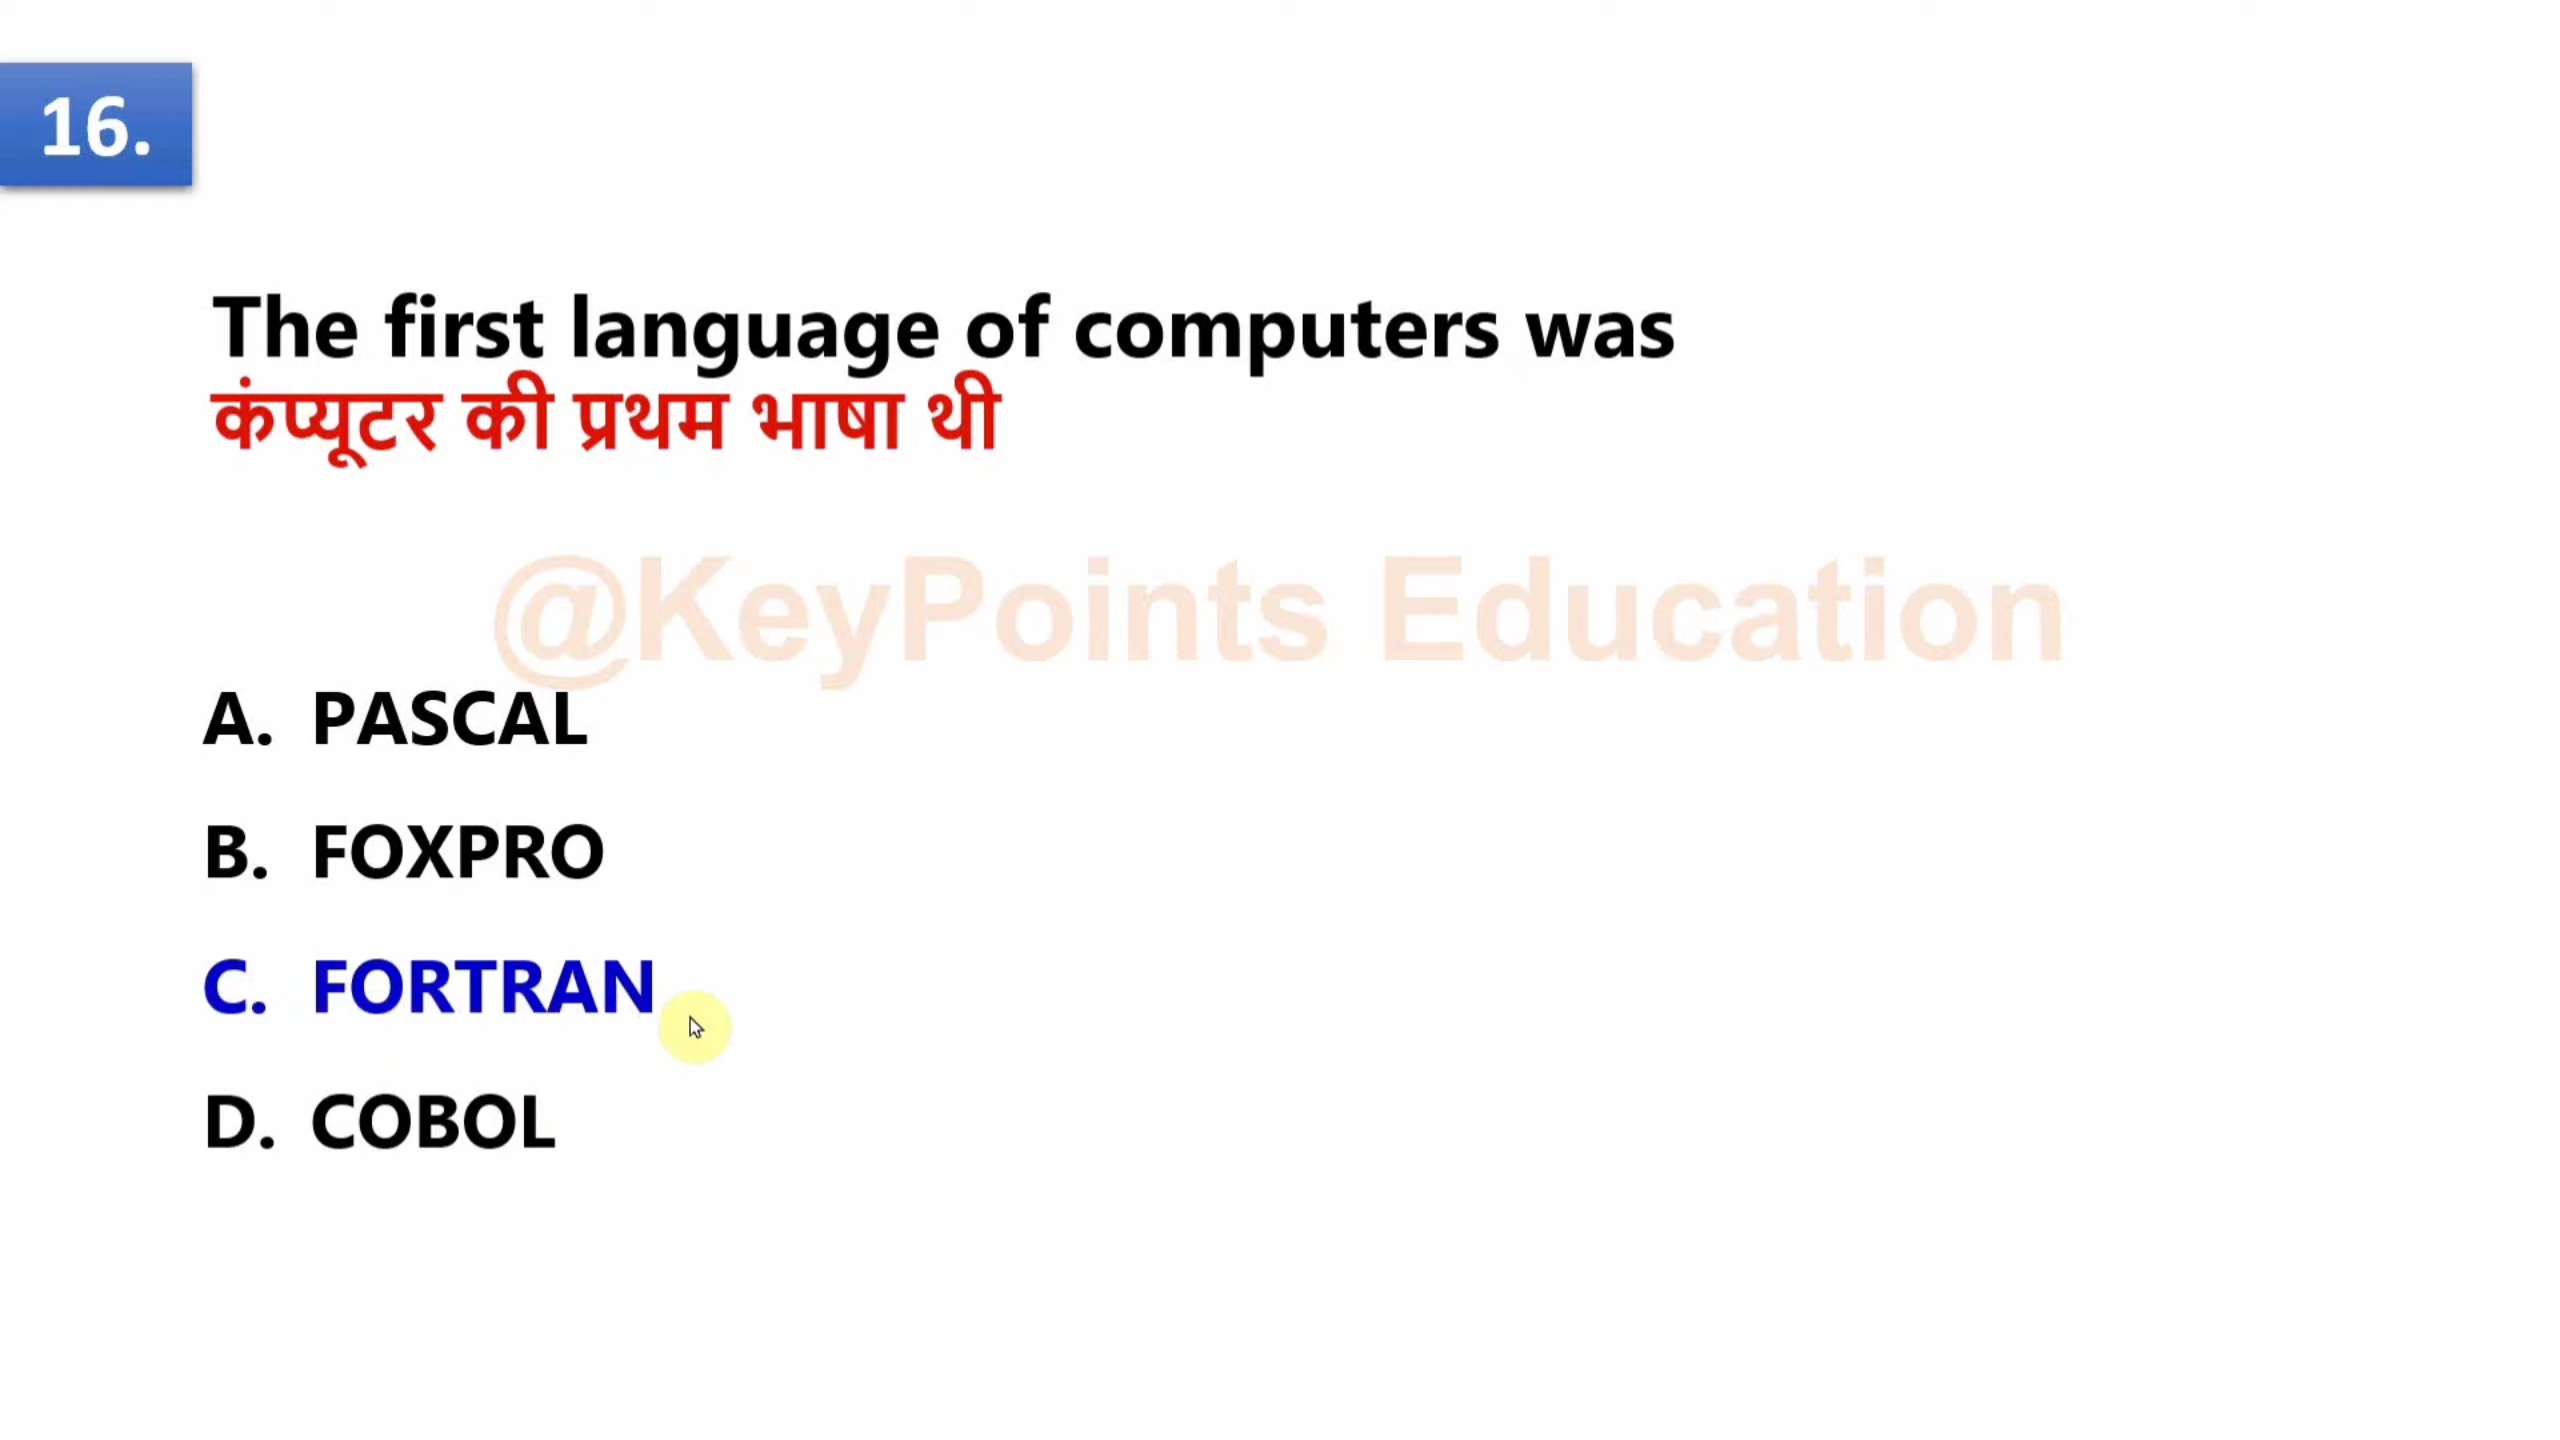 16.
The first language of computers was
कंप्यूटर की प्रथम भाषा थी
@KeyPoints Education
A. PASCAL
B. FOXPRO
C. FORTRAN
D. COBOL